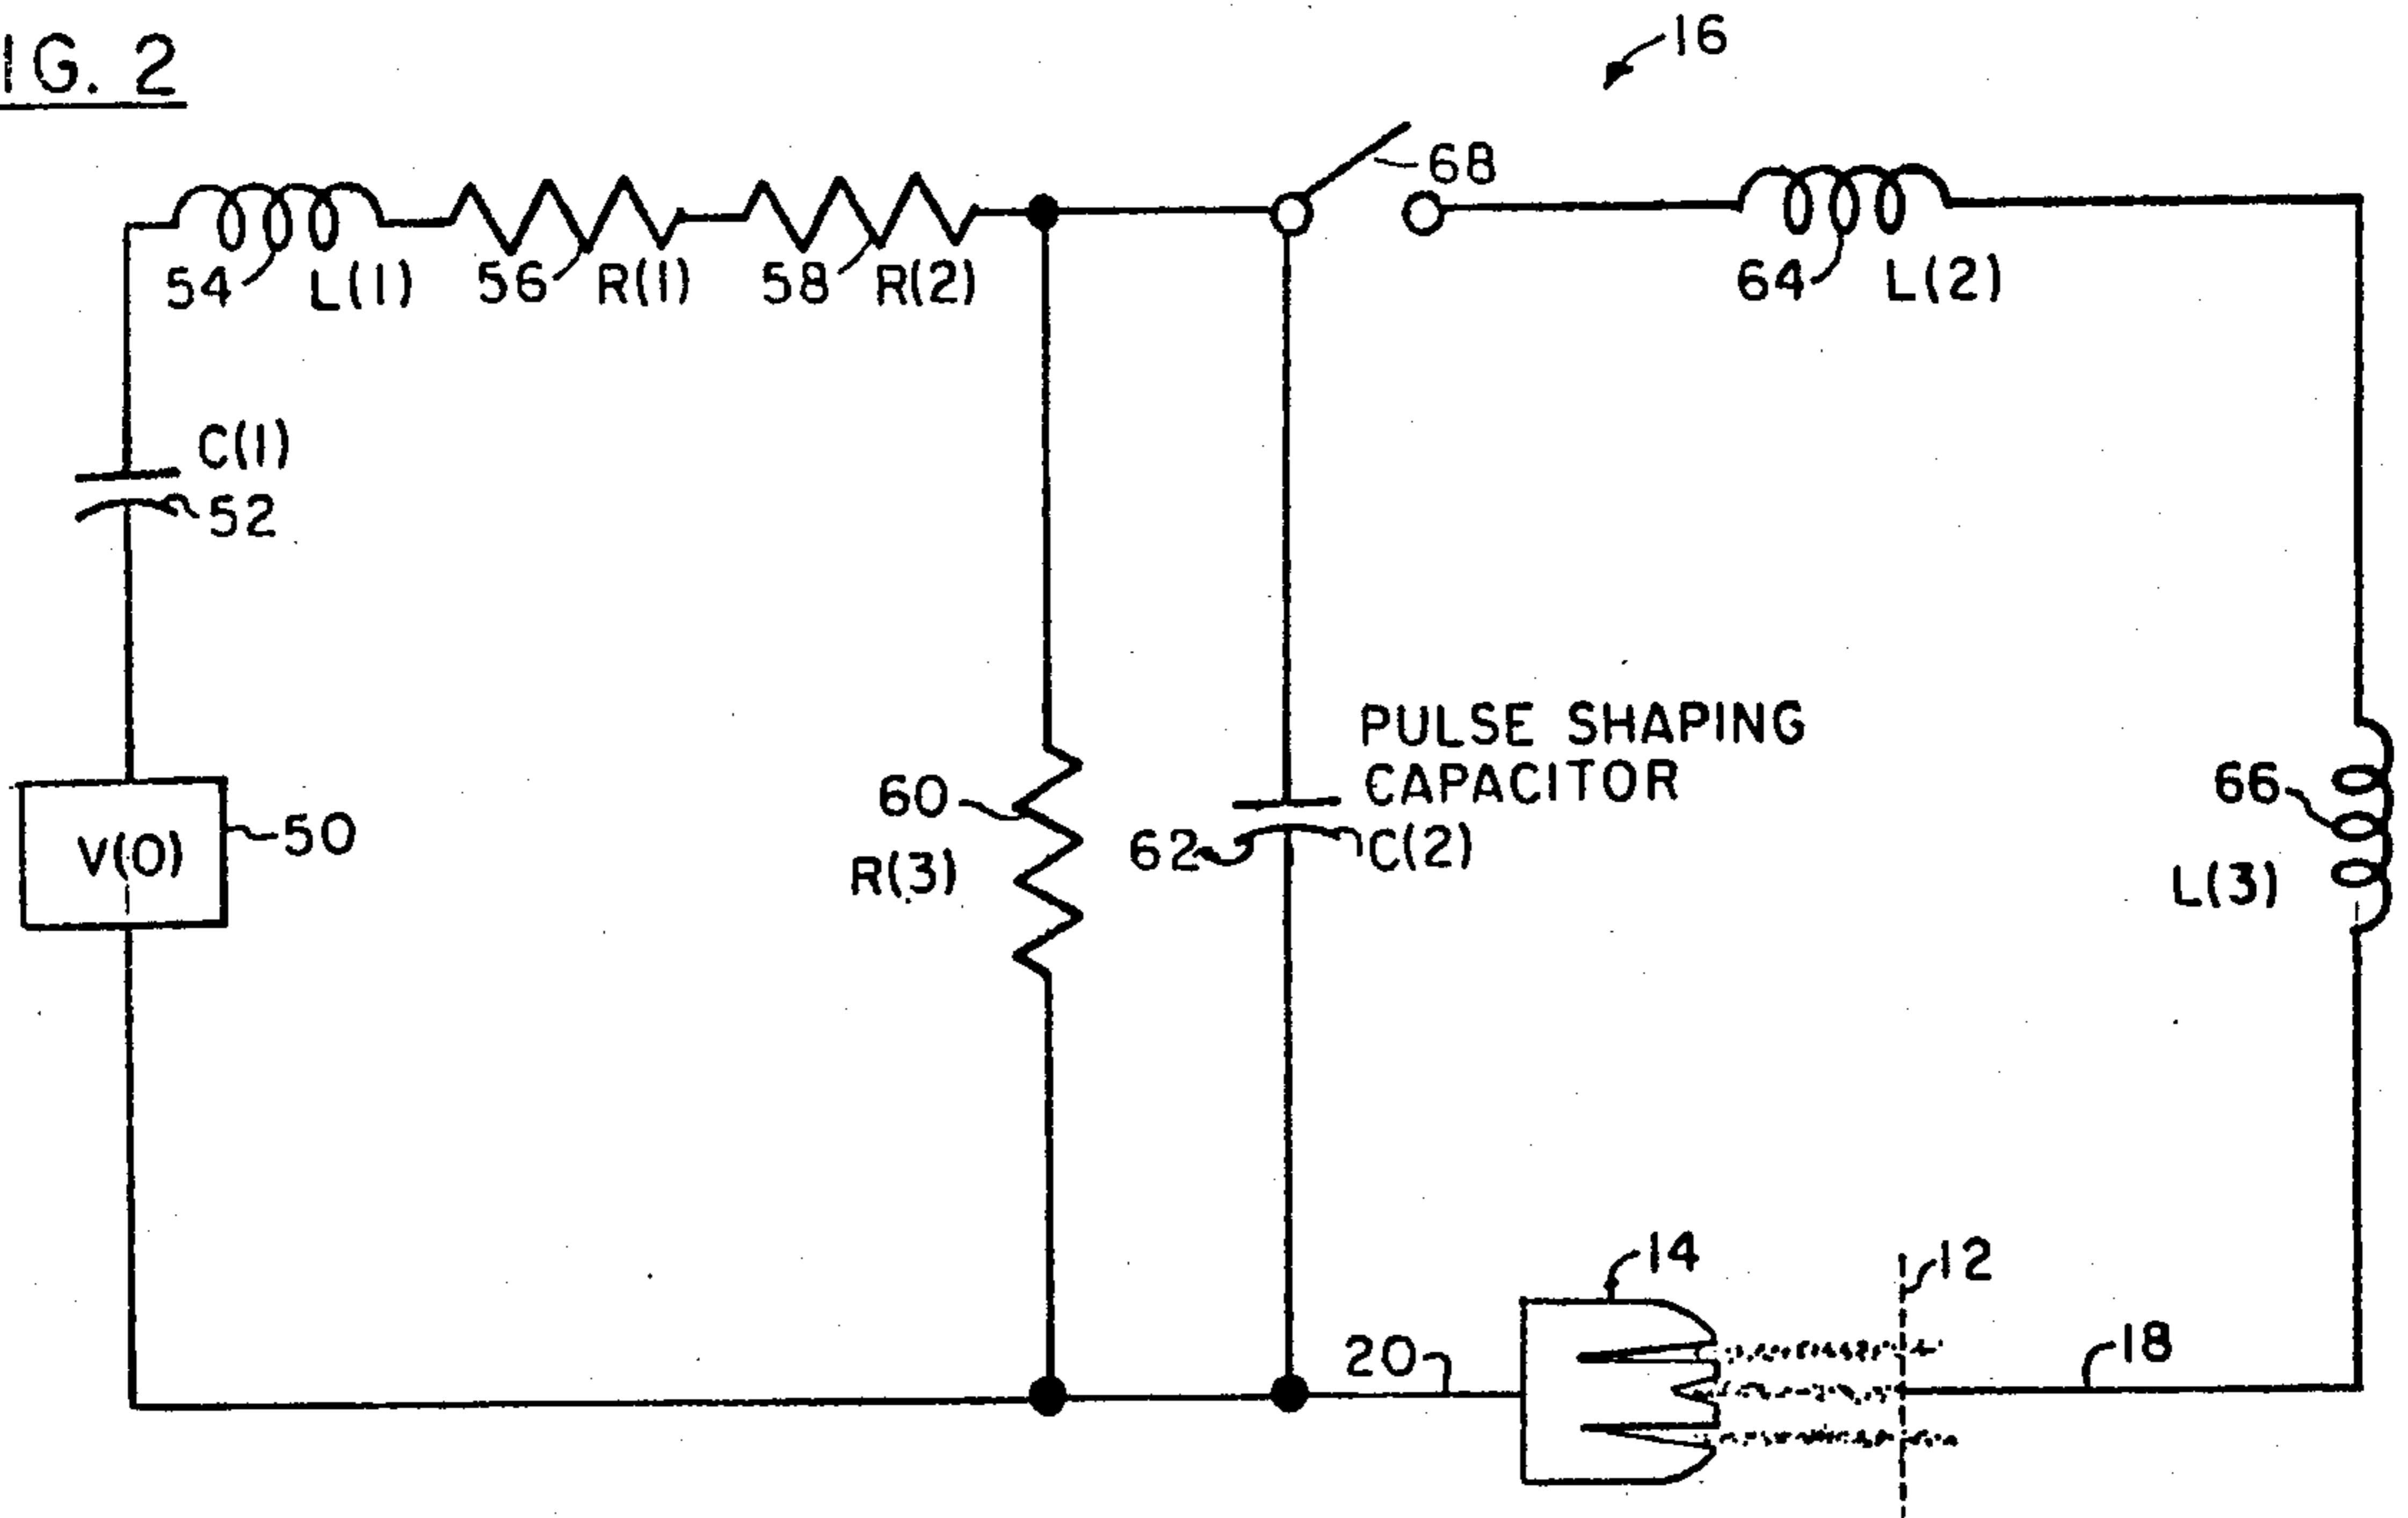 IG. 2
16
68
54 L(1) 56 R(1) 58 R(2)
64 L(2)
C(1)
52
V(0) 50
60
R(3)
PULSE SHAPING
CAPACITOR
62 C(2)
66
L(3)
14
12
20
18